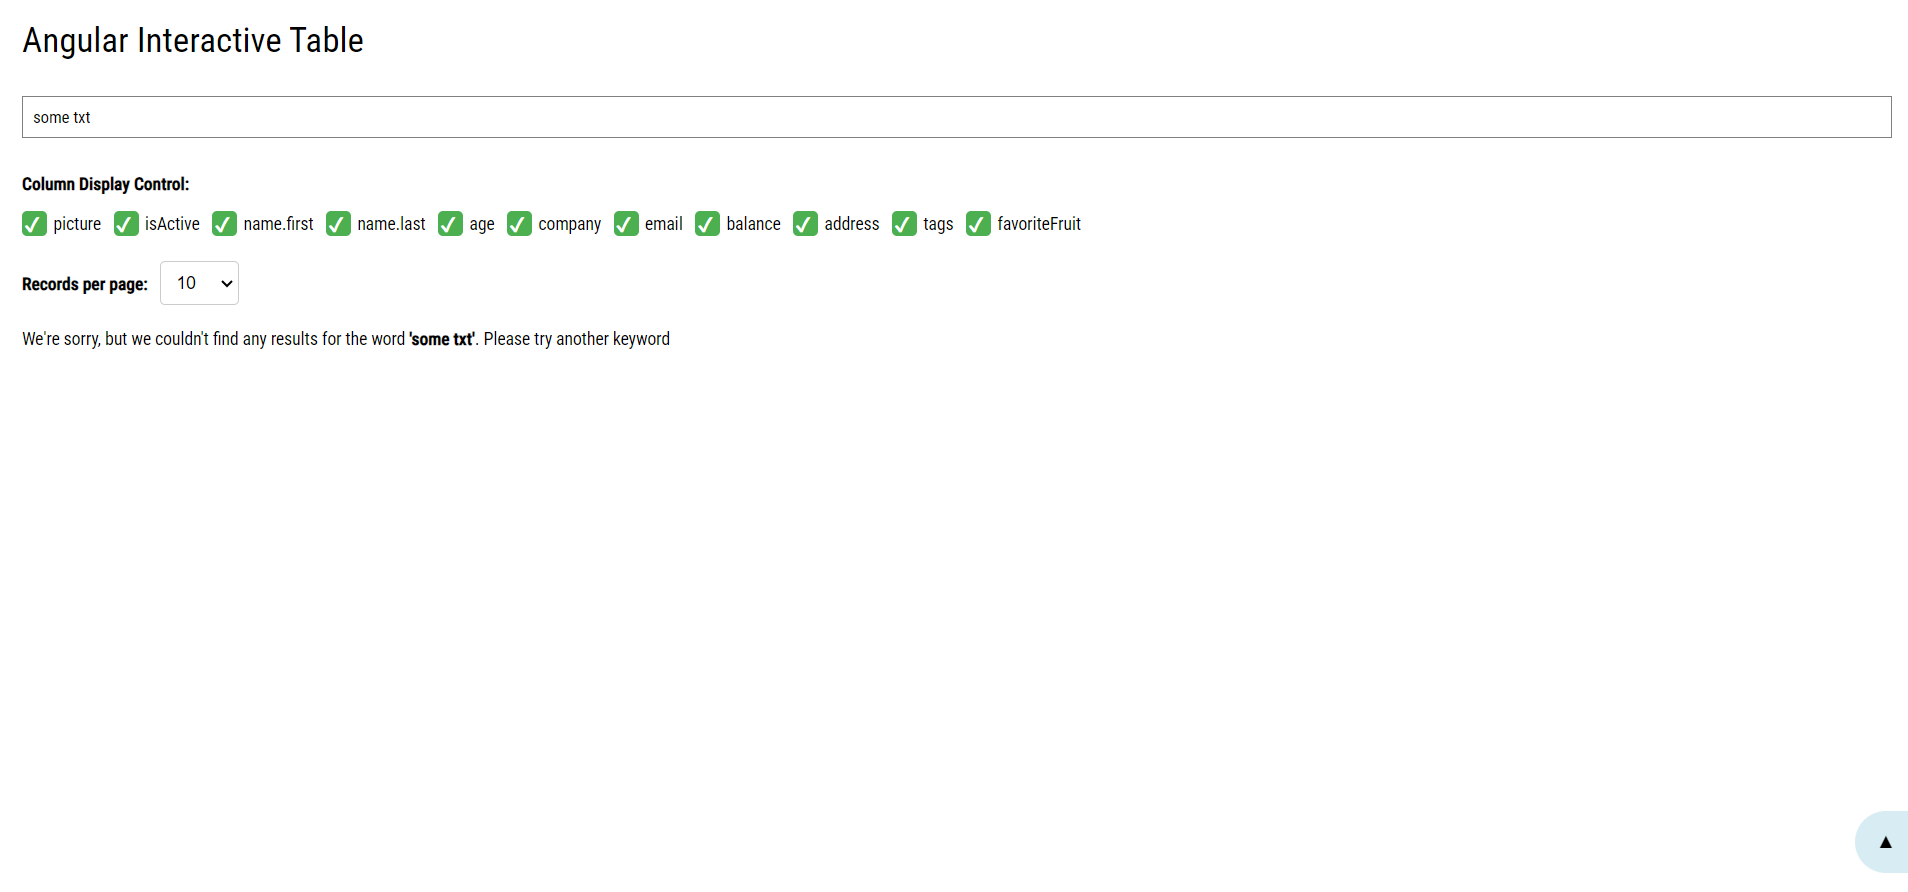 Angular Interactive Table
some txt
Column Display Control:
picture isActive name.first name.last age company email balance address tags favoriteFruit
Records per page: 10
We're sorry, but we couldn't find any results for the word 'some txt'. Please try another keyword
▲